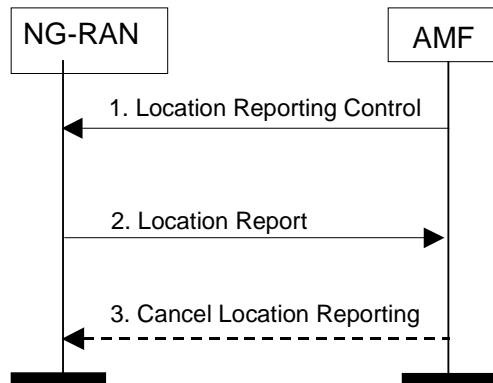 NG-RAN
AMF
1. Location Reporting Control
2. Location Report
3. Cancel Location Reporting